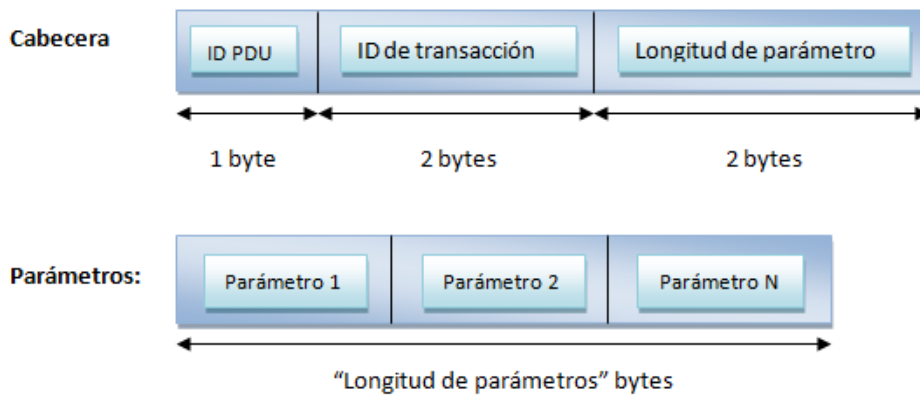 Cabecera
ID PDU
ID de transacción
Longitud de parámetro
1 byte
2 bytes
2 bytes
Parámetros:
Parámetro 1
Parámetro 2
Parámetro N
“Longitud de parámetros” bytes